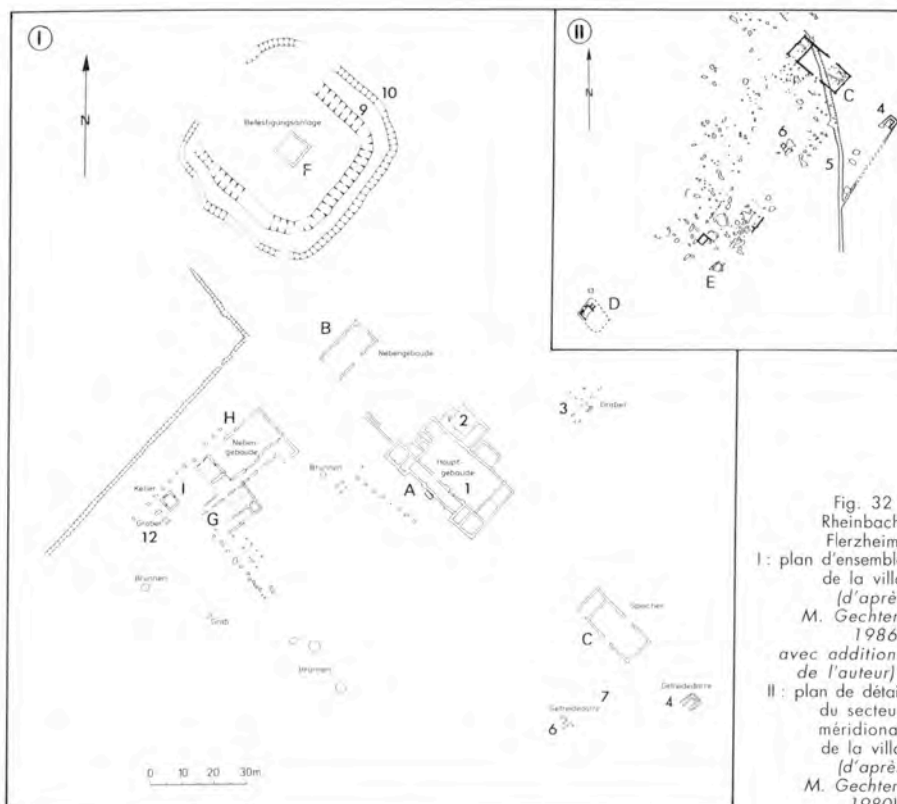 I
N
10
9
Befestigungsanlage
F
B
Nebengebäude
H
Neben-
gebäude
Keller
I
Gräber
12
G
Brunnen
Grab
Brunnen
Brunnen
2
Haupt-
gebäude
A
1
3
Gräber
Speicher
C
7
Getreidedarre
4
Getreidedarre
6
0 10 20 30m
II
N
C
4
6
5
E
D
Fig. 32
Rheinbach
Flerzheim
I : plan d'ensemble
de la villa
(d'aprè
M. Gechter
1986
avec addition
de l'auteur)
II : plan de détai
du secteu
méridiona
de la villa
(d'aprè
M. Gechter